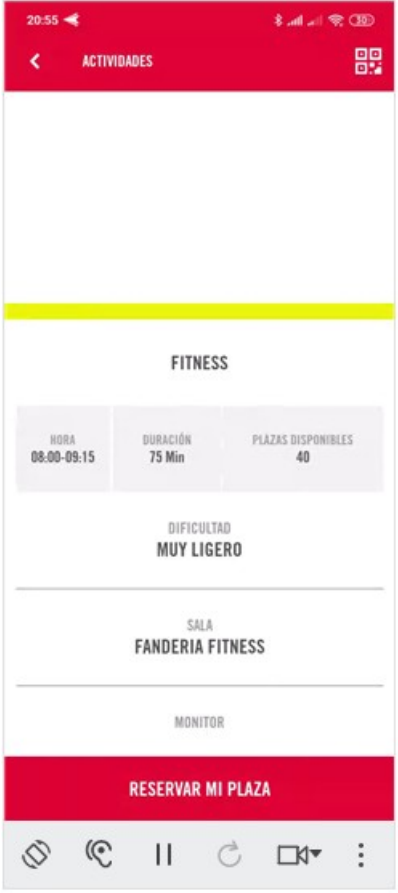 20:55 30
ACTIVIDADES
FITNESS
HORA DURACIÓN PLAZAS DISPONIBLES
08:00-09:15 75 Min 40
DIFICULTAD
MUY LIGERO
SALA
FANDERIA FITNESS
MONITOR
RESERVAR MI PLAZA